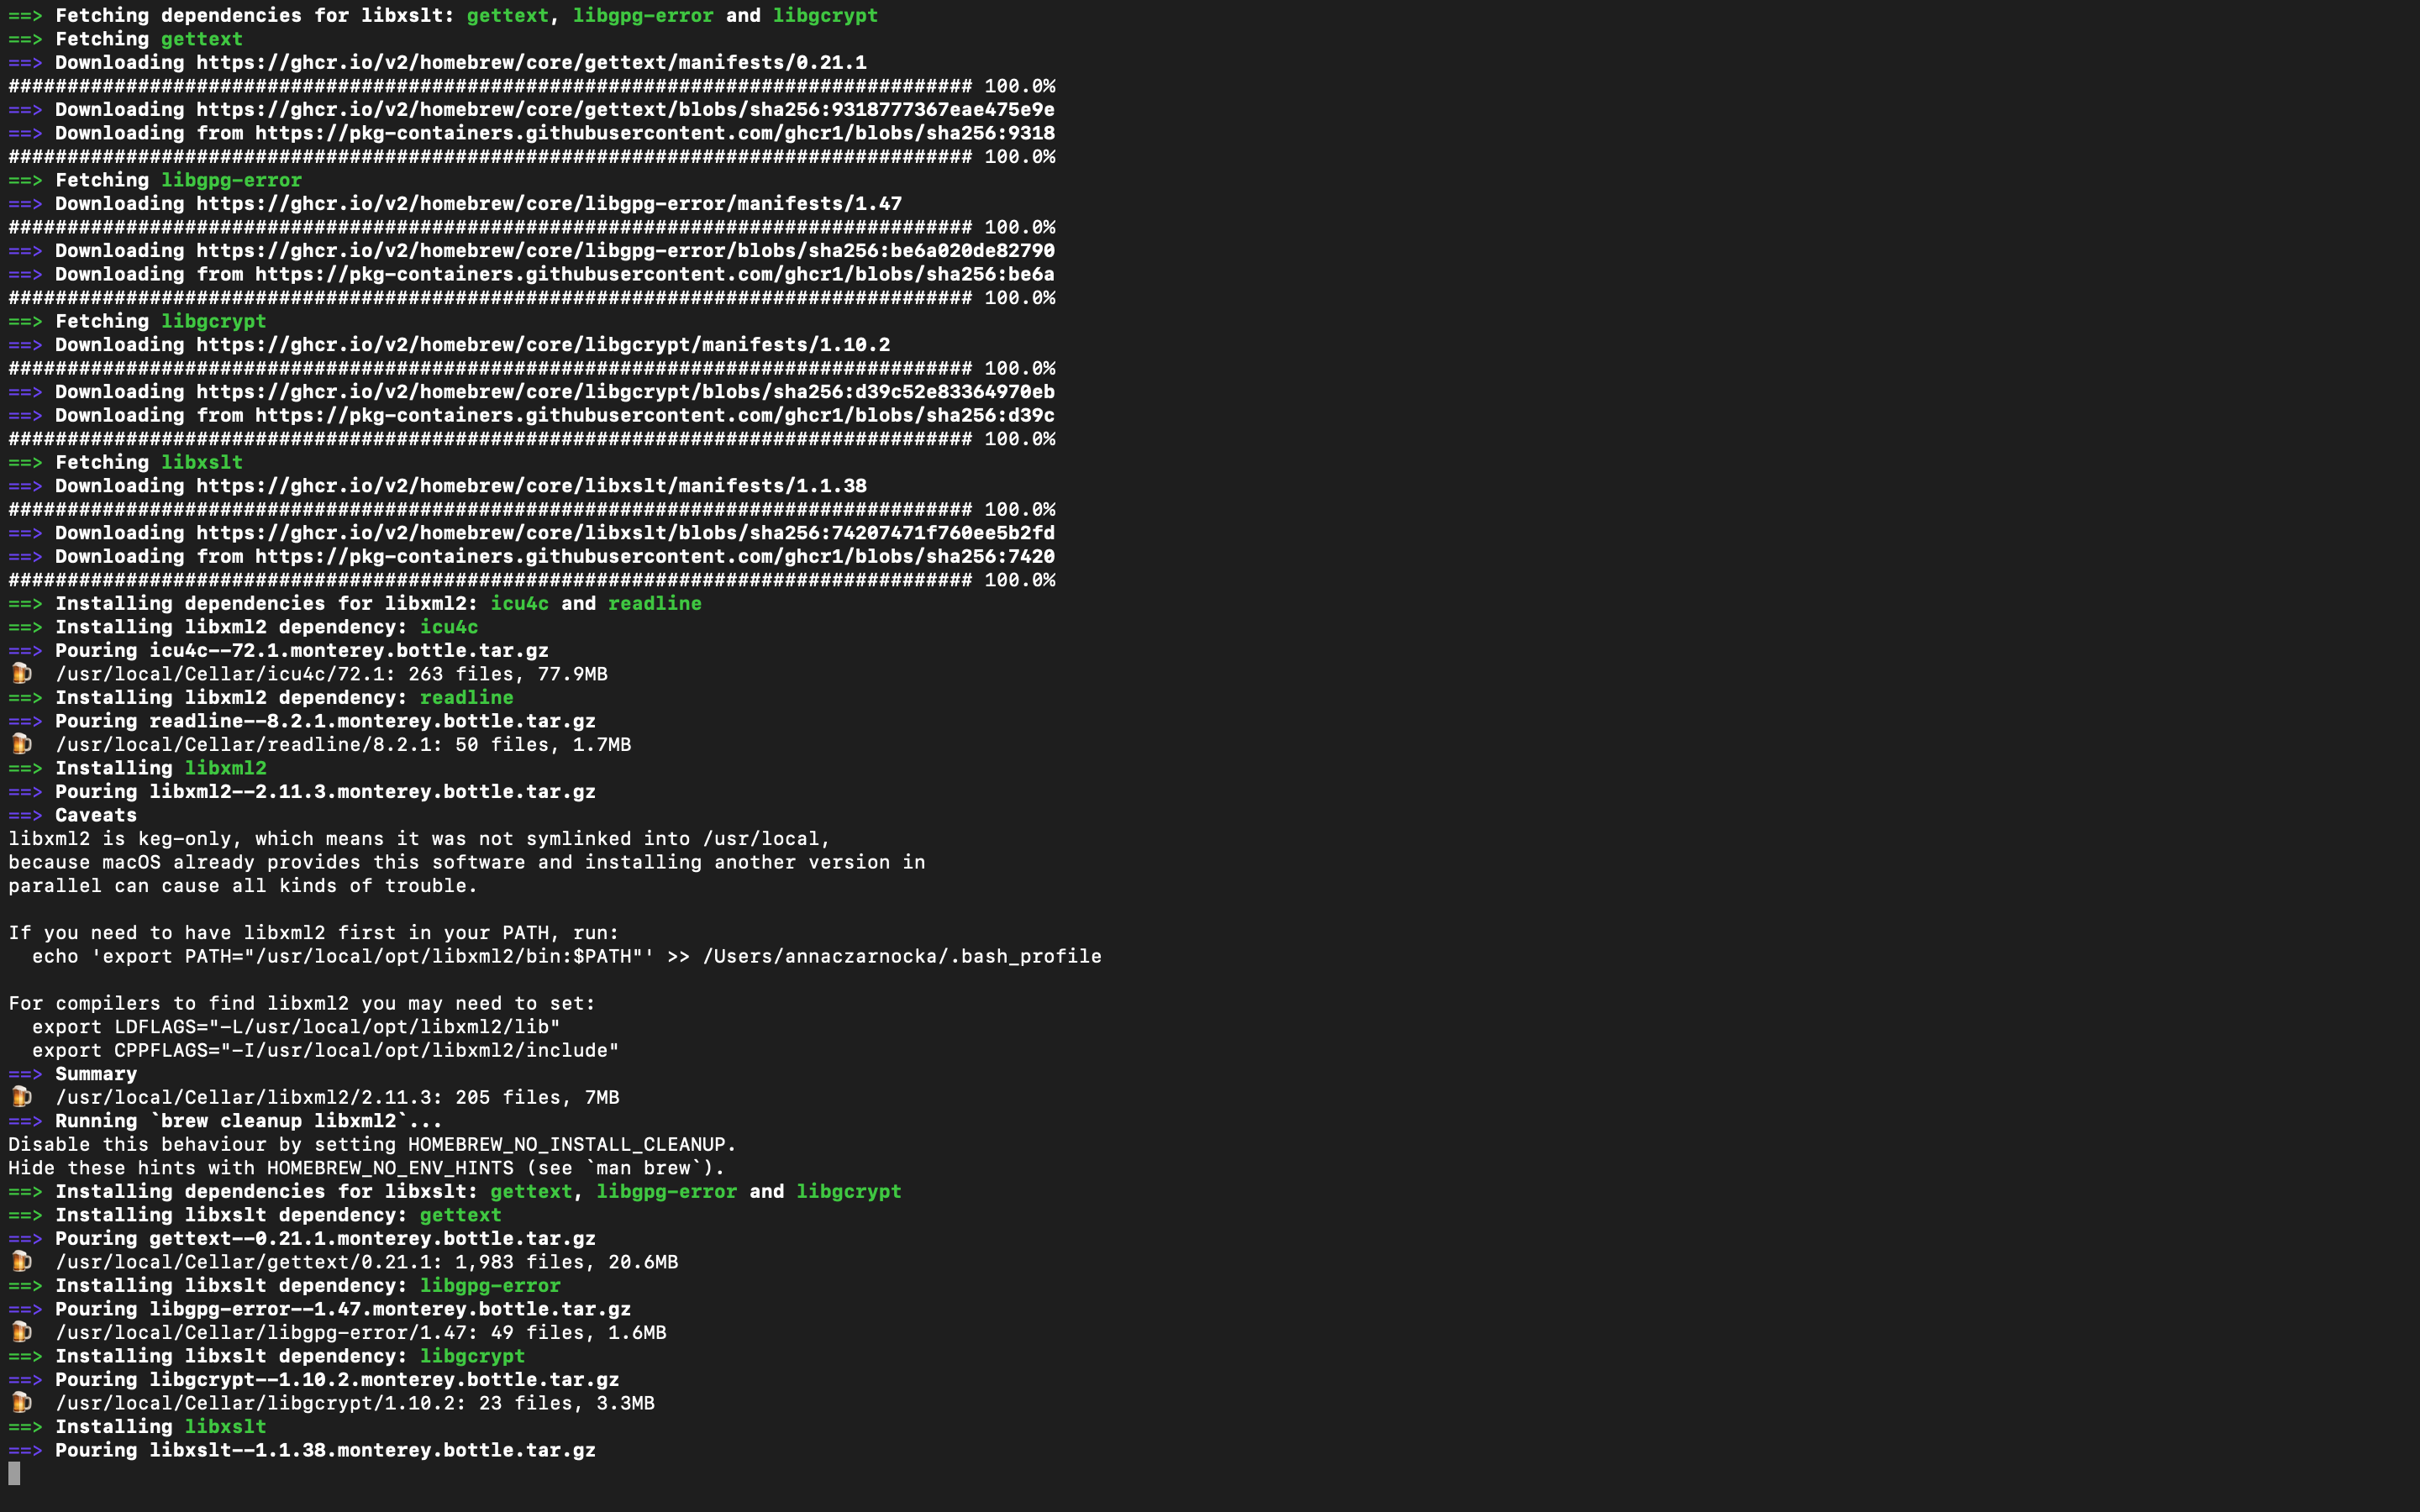 ==> Fetching dependencies for libxslt: gettext, libgpg-error and libgcrypt
==> Fetching gettext
==> Downloading https://ghcr.io/v2/homebrew/core/gettext/manifests/0.21.1
################################################################################## 100.0%
==> Downloading https://ghcr.io/v2/homebrew/core/gettext/blobs/sha256:9318777367eae475e9e
==> Downloading from https://pkg-containers.githubusercontent.com/ghcr1/blobs/sha256:9318
################################################################################## 100.0%
==> Fetching libgpg-error
==> Downloading https://ghcr.io/v2/homebrew/core/libgpg-error/manifests/1.47
################################################################################## 100.0%
==> Downloading https://ghcr.io/v2/homebrew/core/libgpg-error/blobs/sha256:be6a020de82790
==> Downloading from https://pkg-containers.githubusercontent.com/ghcr1/blobs/sha256:be6a
################################################################################## 100.0%
==> Fetching libgcrypt
==> Downloading https://ghcr.io/v2/homebrew/core/libgcrypt/manifests/1.10.2
################################################################################## 100.0%
==> Downloading https://ghcr.io/v2/homebrew/core/libgcrypt/blobs/sha256:d39c52e83364970eb
==> Downloading from https://pkg-containers.githubusercontent.com/ghcr1/blobs/sha256:d39c
################################################################################## 100.0%
==> Fetching libxslt
==> Downloading https://ghcr.io/v2/homebrew/core/libxslt/manifests/1.1.38
################################################################################## 100.0%
==> Downloading https://ghcr.io/v2/homebrew/core/libxslt/blobs/sha256:74207471f760ee5b2fd
==> Downloading from https://pkg-containers.githubusercontent.com/ghcr1/blobs/sha256:7420
################################################################################## 100.0%
==> Installing dependencies for libxml2: icu4c and readline
==> Installing libxml2 dependency: icu4c
==> Pouring icu4c--72.1.monterey.bottle.tar.gz
🍺  /usr/local/Cellar/icu4c/72.1: 263 files, 77.9MB
==> Installing libxml2 dependency: readline
==> Pouring readline--8.2.1.monterey.bottle.tar.gz
🍺  /usr/local/Cellar/readline/8.2.1: 50 files, 1.7MB
==> Installing libxml2
==> Pouring libxml2--2.11.3.monterey.bottle.tar.gz
==> Caveats
libxml2 is keg-only, which means it was not symlinked into /usr/local,
because macOS already provides this software and installing another version in
parallel can cause all kinds of trouble.

If you need to have libxml2 first in your PATH, run:
  echo 'export PATH="/usr/local/opt/libxml2/bin:$PATH"' >> /Users/annaczarnocka/.bash_profile

For compilers to find libxml2 you may need to set:
  export LDFLAGS="-L/usr/local/opt/libxml2/lib"
  export CPPFLAGS="-I/usr/local/opt/libxml2/include"
==> Summary
🍺  /usr/local/Cellar/libxml2/2.11.3: 205 files, 7MB
==> Running `brew cleanup libxml2`...
Disable this behaviour by setting HOMEBREW_NO_INSTALL_CLEANUP.
Hide these hints with HOMEBREW_NO_ENV_HINTS (see `man brew`).
==> Installing dependencies for libxslt: gettext, libgpg-error and libgcrypt
==> Installing libxslt dependency: gettext
==> Pouring gettext--0.21.1.monterey.bottle.tar.gz
🍺  /usr/local/Cellar/gettext/0.21.1: 1,983 files, 20.6MB
==> Installing libxslt dependency: libgpg-error
==> Pouring libgpg-error--1.47.monterey.bottle.tar.gz
🍺  /usr/local/Cellar/libgpg-error/1.47: 49 files, 1.6MB
==> Installing libxslt dependency: libgcrypt
==> Pouring libgcrypt--1.10.2.monterey.bottle.tar.gz
🍺  /usr/local/Cellar/libgcrypt/1.10.2: 23 files, 3.3MB
==> Installing libxslt
==> Pouring libxslt--1.1.38.monterey.bottle.tar.gz